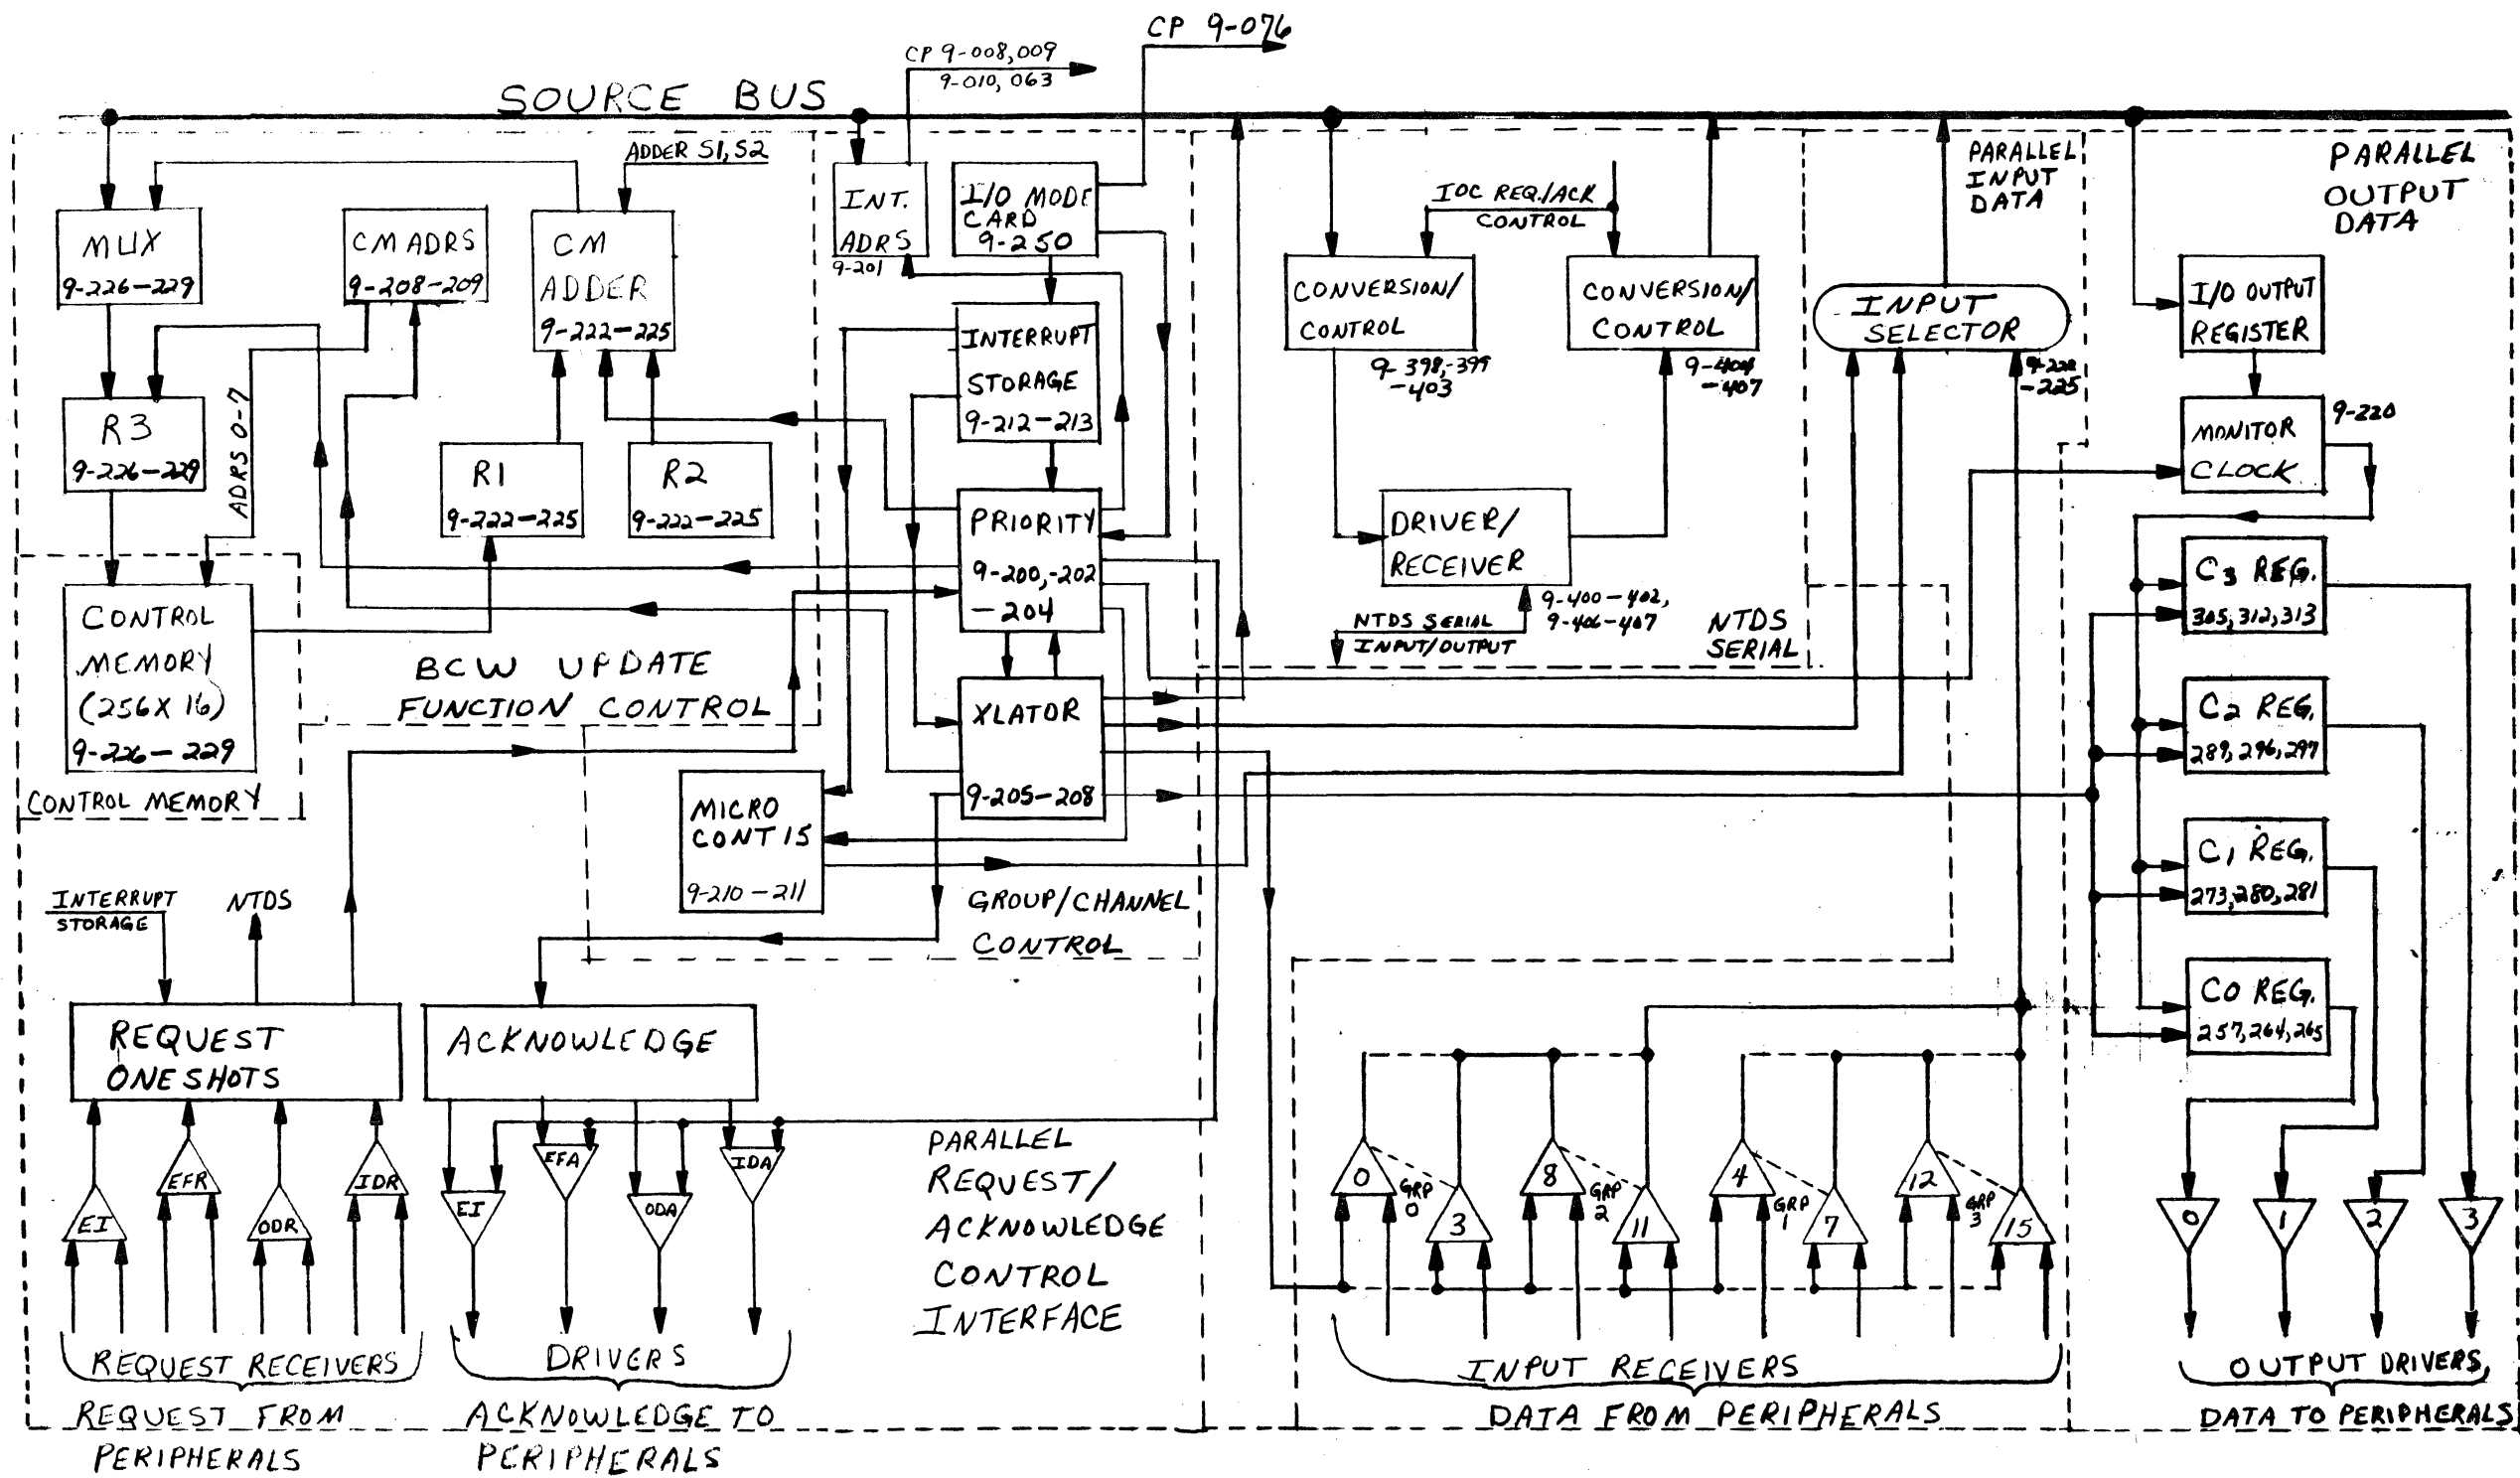 CP 9-076
CP 9-008,009
9-010, 063
SOURCE BUS
ADDER S1, S2
MUX
9-226-229
CM ADRS
9-208-209
CM
ADDER
9-222-225
INT.
ADRS
9-201
I/O MODE
CARD
9-250
INTERRUPT
STORAGE
9-212-213
IOC REQ./ACK
CONTROL
CONVERSION/
CONTROL
9-398,-399
-403
CONVERSION/
CONTROL
9-404
-407
PARALLEL
INPUT
DATA
INPUT
SELECTOR
9-222
-225
PARALLEL
OUTPUT
DATA
I/O OUTPUT
REGISTER
MONITOR
CLOCK
9-220
R3
9-226-229
ADRS 0-7
R1
9-222-225
R2
9-222-225
PRIORITY
9-200,-202
-204
DRIVER/
RECEIVER
9-400-402,
9-406-407
NTDS SERIAL
INPUT/OUTPUT
NTDS
SERIAL
CONTROL
MEMORY
(256X16)
9-226-229
CONTROL MEMORY
BCW UPDATE
FUNCTION CONTROL
XLATOR
9-205-208
MICRO
CONT 15
9-210-211
GROUP/CHANNEL
CONTROL
C3 REG.
305, 312, 313
C2 REG.
289, 296, 297
C1 REG.
273, 280, 281
C0 REG.
257, 264, 265
INTERRUPT
STORAGE
NTDS
REQUEST
ONESHOTS
ACKNOWLEDGE
EI
EFR
ODR
IDR
EI
EFA
ODA
IDA
PARALLEL
REQUEST/
ACKNOWLEDGE
CONTROL
INTERFACE
0
GRP
0
3
8
GRP
2
11
4
GRP
1
7
12
GRP
3
15
0
1
2
3
REQUEST RECEIVERS
DRIVERS
INPUT RECEIVERS
OUTPUT DRIVERS,
REQUEST FROM
PERIPHERALS
ACKNOWLEDGE TO
PERIPHERALS
DATA FROM PERIPHERALS
DATA TO PERIPHERALS